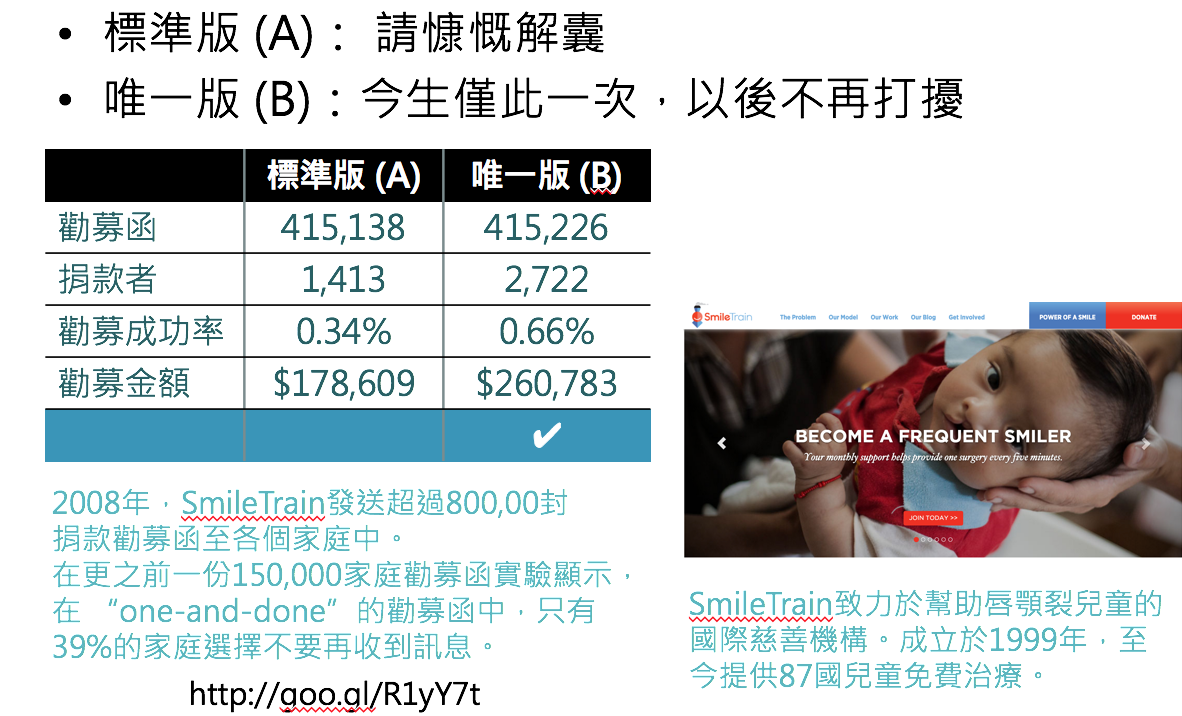 • 標準版 (A)： 請慷慨解囊
• 唯一版 (B)：今生僅此一次，以後不再打擾
標準版 (A) 唯一版 (B)
勸募函 415,138 415,226
捐款者 1,413 2,722
勸募成功率 0.34% 0.66%
勸募金額 $178,609 $260,783
✔
2008年，SmileTrain發送超過800,00封
捐款勸募函至各個家庭中。
在更之前一份150,000家庭勸募函實驗顯示，
在 “one-and-done” 的勸募函中，只有
39%的家庭選擇不要再收到訊息。
http://goo.gl/R1yY7t
SmileTrain The Problem Our Model Our Work Our Blog Get Involved POWER OF A SMILE DONATE
BECOME A FREQUENT SMILER
Your monthly support helps provide one surgery every five minutes.
JOIN TODAY >>
SmileTrain致力於幫助唇顎裂兒童的
國際慈善機構。成立於1999年，至
今提供87國兒童免費治療。